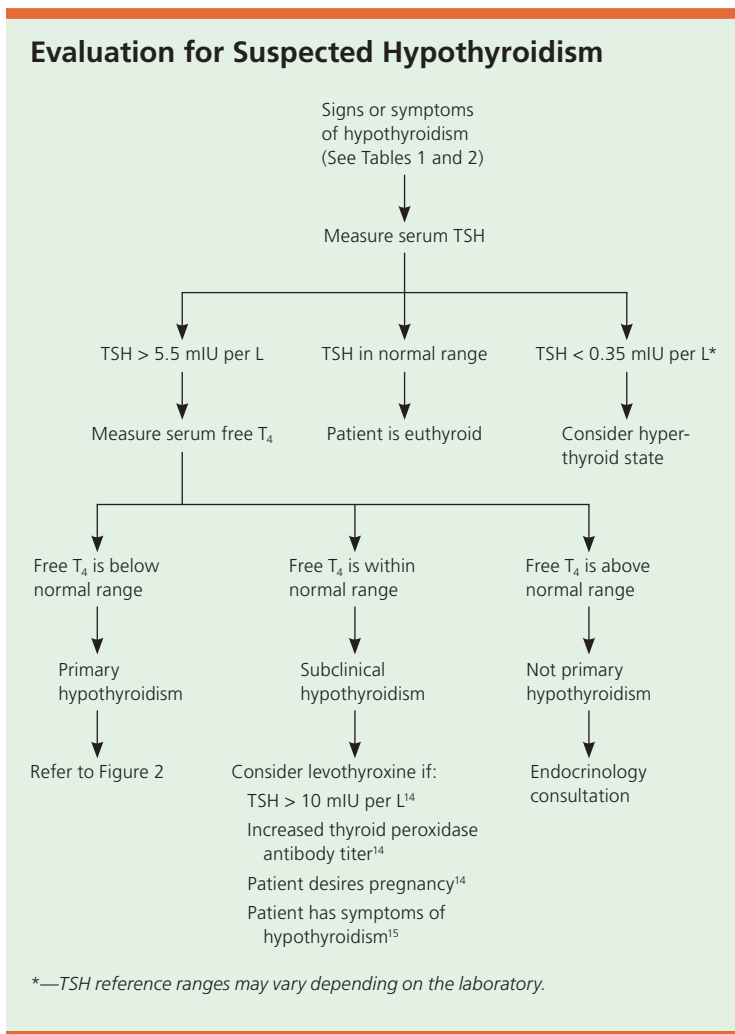 Evaluation for Suspected Hypothyroidism
Signs or symptoms
of hypothyroidism
(See Tables 1 and 2)
Measure serum TSH
TSH > 5.5 mIU per L
TSH in normal range
TSH < 0.35 mIU per L*
Measure serum free T₄
Patient is euthyroid
Consider hyper-
thyroid state
Free T₄ is below
normal range
Free T₄ is within
normal range
Free T₄ is above
normal range
Primary
hypothyroidism
Subclinical
hypothyroidism
Not primary
hypothyroidism
Refer to Figure 2
Consider levothyroxine if:
TSH > 10 mIU per L¹⁴
Increased thyroid peroxidase
antibody titer¹⁴
Patient desires pregnancy¹⁴
Patient has symptoms of
hypothyroidism¹⁵
Endocrinology
consultation
*—TSH reference ranges may vary depending on the laboratory.